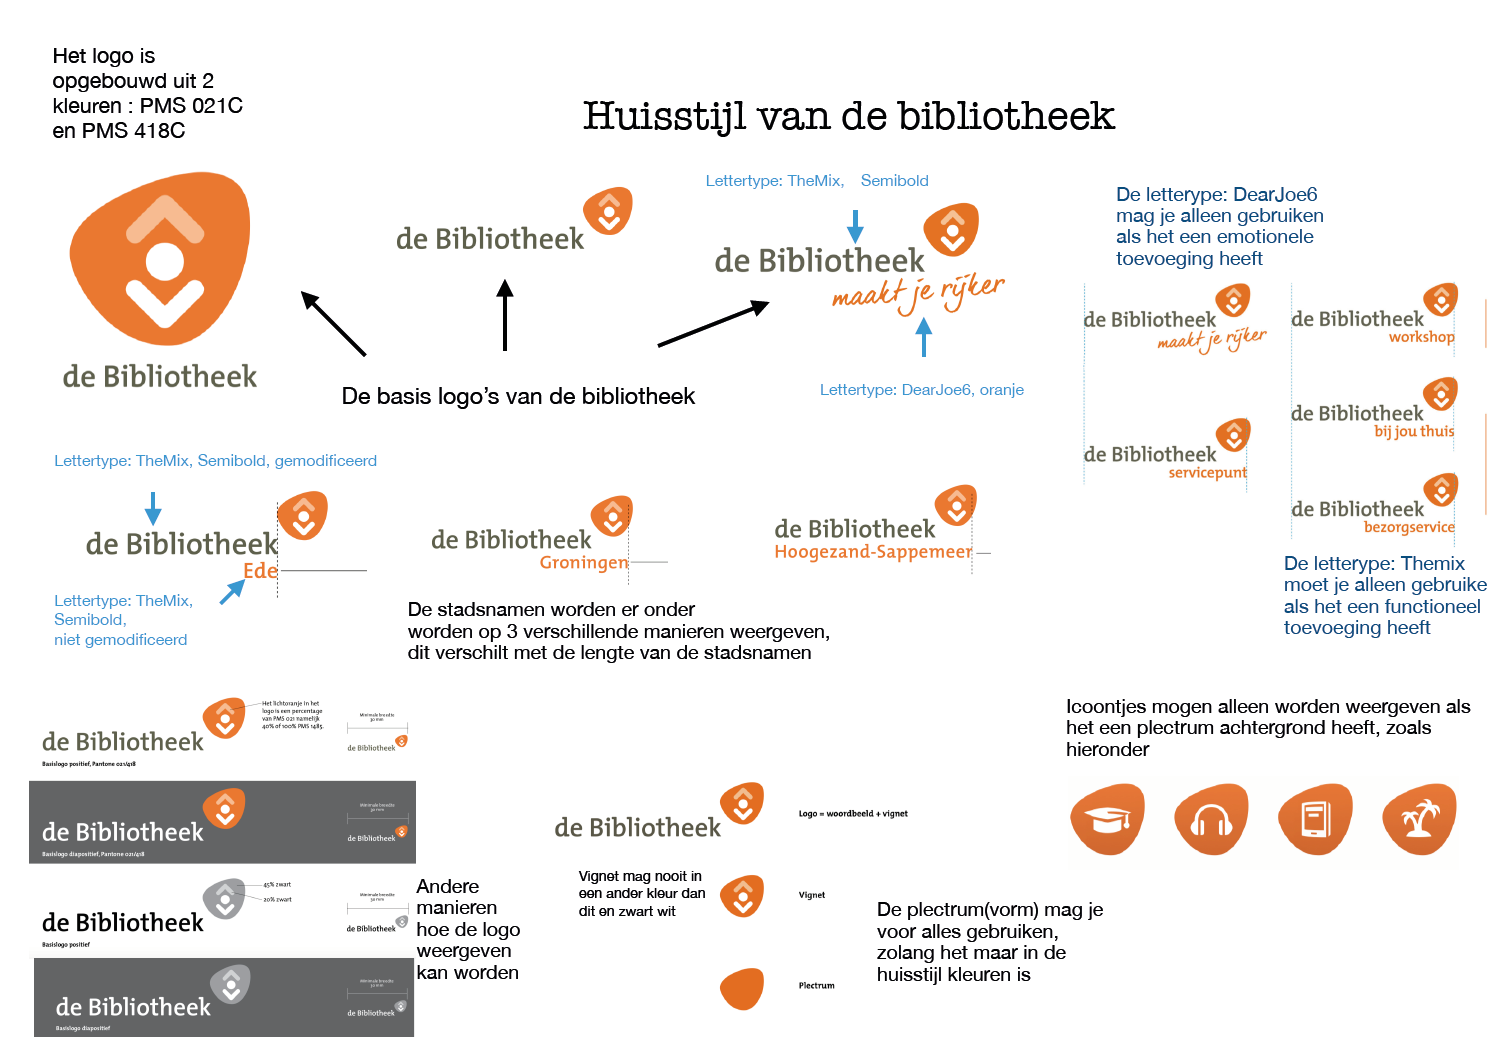 Het logo is
opgebouwd uit 2
kleuren : PMS 021C
en PMS 418C
Huisstijl van de bibliotheek
de Bibliotheek
de Bibliotheek
Lettertype: TheMix, Semibold
de Bibliotheek
maakt je rijker
Lettertype: DearJoe6, oranje
De basis logo's van de bibliotheek
De letterype: DearJoe6
mag je alleen gebruiken
als het een emotionele
toevoeging heeft
de Bibliotheek
maakt je rijker
de Bibliotheek
workshop
de Bibliotheek
bij jou thuis
de Bibliotheek
servicepunt
de Bibliotheek
bezorgservice
De letterype: Themix
moet je alleen gebruike
als het een functioneel
toevoeging heeft
Lettertype: TheMix, Semibold, gemodificeerd
de Bibliotheek
Ede
Lettertype: TheMix,
Semibold,
niet gemodificeerd
de Bibliotheek
Groningen
de Bibliotheek
Hoogezand-Sappemeer
De stadsnamen worden er onder
worden op 3 verschillende manieren weergeven,
dit verschilt met de lengte van de stadsnamen
Het lichtoranje in het
logo is een percentage
van PMS 021 namelijk
40% of 100% PMS 1485.
de Bibliotheek
Basislogo positief, Pantone 021/418
Minimale breedte
30 mm
de Bibliotheek
de Bibliotheek
Basislogo diapositief, Pantone 021/418
Minimale breedte
30 mm
de Bibliotheek
45% zwart
20% zwart
de Bibliotheek
Basislogo positief
Minimale breedte
30 mm
de Bibliotheek
de Bibliotheek
Basislogo diapositief
Minimale breedte
30 mm
de Bibliotheek
Andere
manieren
hoe de logo
weergeven
kan worden
de Bibliotheek
Logo = woordbeeld + vignet
Vignet mag nooit in
een ander kleur dan
dit en zwart wit
Vignet
Plectrum
De plectrum(vorm) mag je
voor alles gebruiken,
zolang het maar in de
huisstijl kleuren is
Icoontjes mogen alleen worden weergeven als
het een plectrum achtergrond heeft, zoals
hieronder